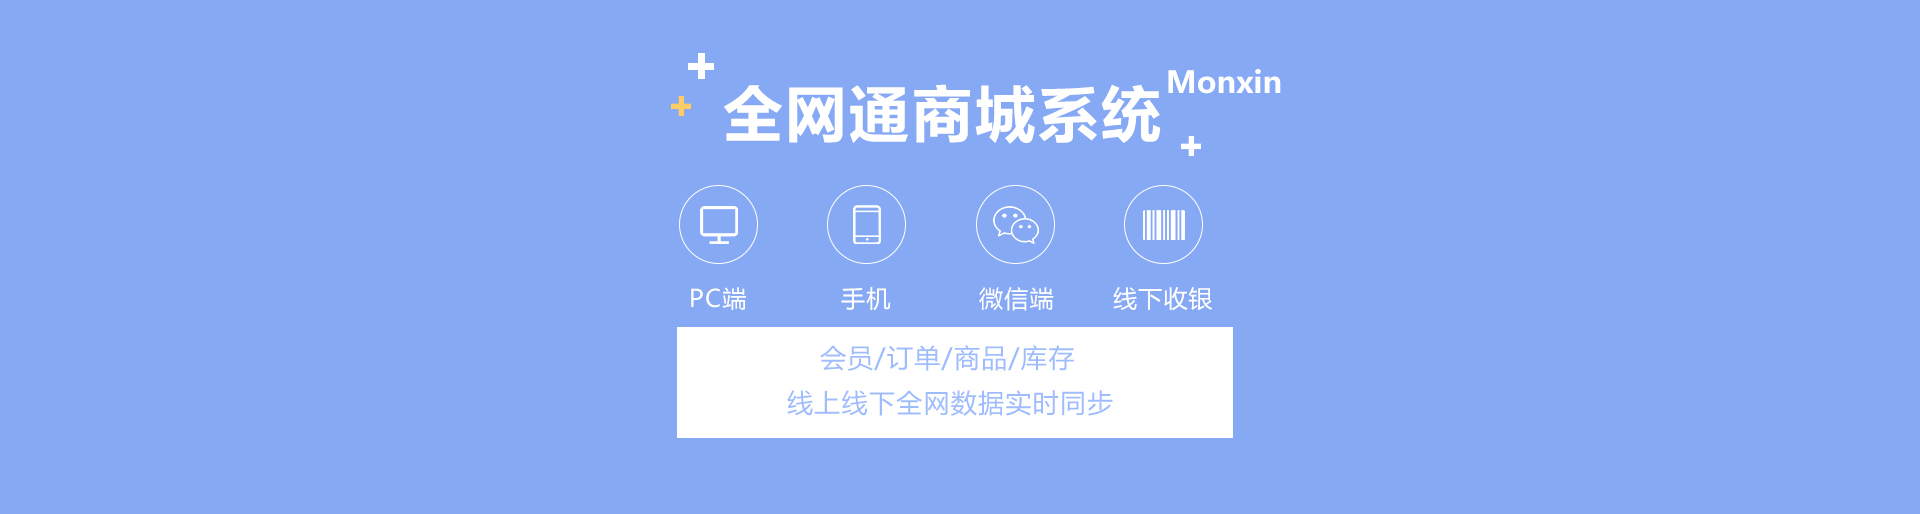 全网通商城系统 Monxin
PC端 手机 微信端 线下收银
会员/订单/商品/库存
线上线下全网数据实时同步